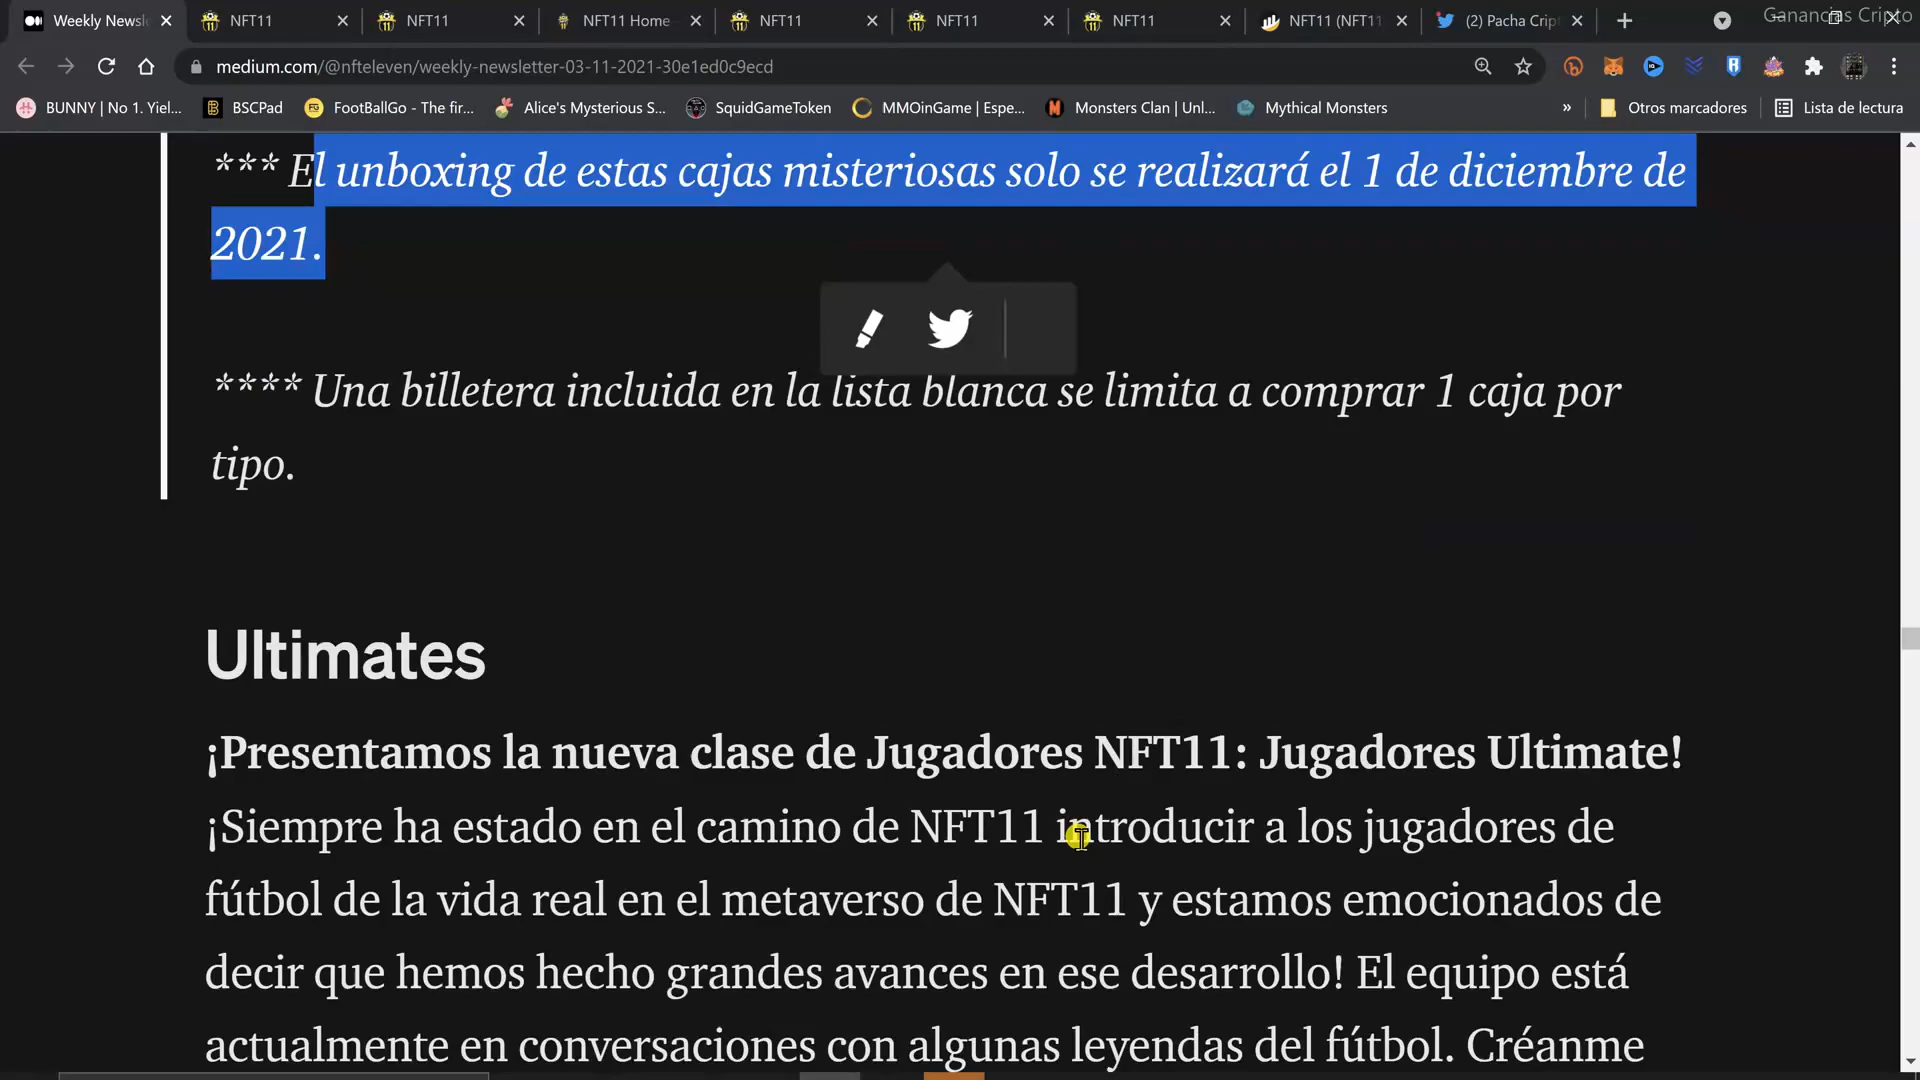 Weekly Newsl
NFT11
NFT11
NFT11 Home
NFT11
NFT11
NFT11
NFT11 (NFT11
(2) Pacha Crip
Ganancias Cripto
medium.com/@nfteleven/weekly-newsletter-03-11-2021-30e1ed0c9ecd
BUNNY | No 1. Yiel...
BSCPad
FootBallGo - The fir...
Alice's Mysterious S...
SquidGameToken
MMOinGame | Espe...
Monsters Clan | Unl...
Mythical Monsters
»
Otros marcadores
Lista de lectura
*** El unboxing de estas cajas misteriosas solo se realizará el 1 de diciembre de
2021.
**** Una billetera incluida en la lista blanca se limita a comprar 1 caja por
tipo.
Ultimates
¡Presentamos la nueva clase de Jugadores NFT11: Jugadores Ultimate!
¡Siempre ha estado en el camino de NFT11 introducir a los jugadores de
fútbol de la vida real en el metaverso de NFT11 y estamos emocionados de
decir que hemos hecho grandes avances en ese desarrollo! El equipo está
actualmente en conversaciones con algunas leyendas del fútbol. Créanme